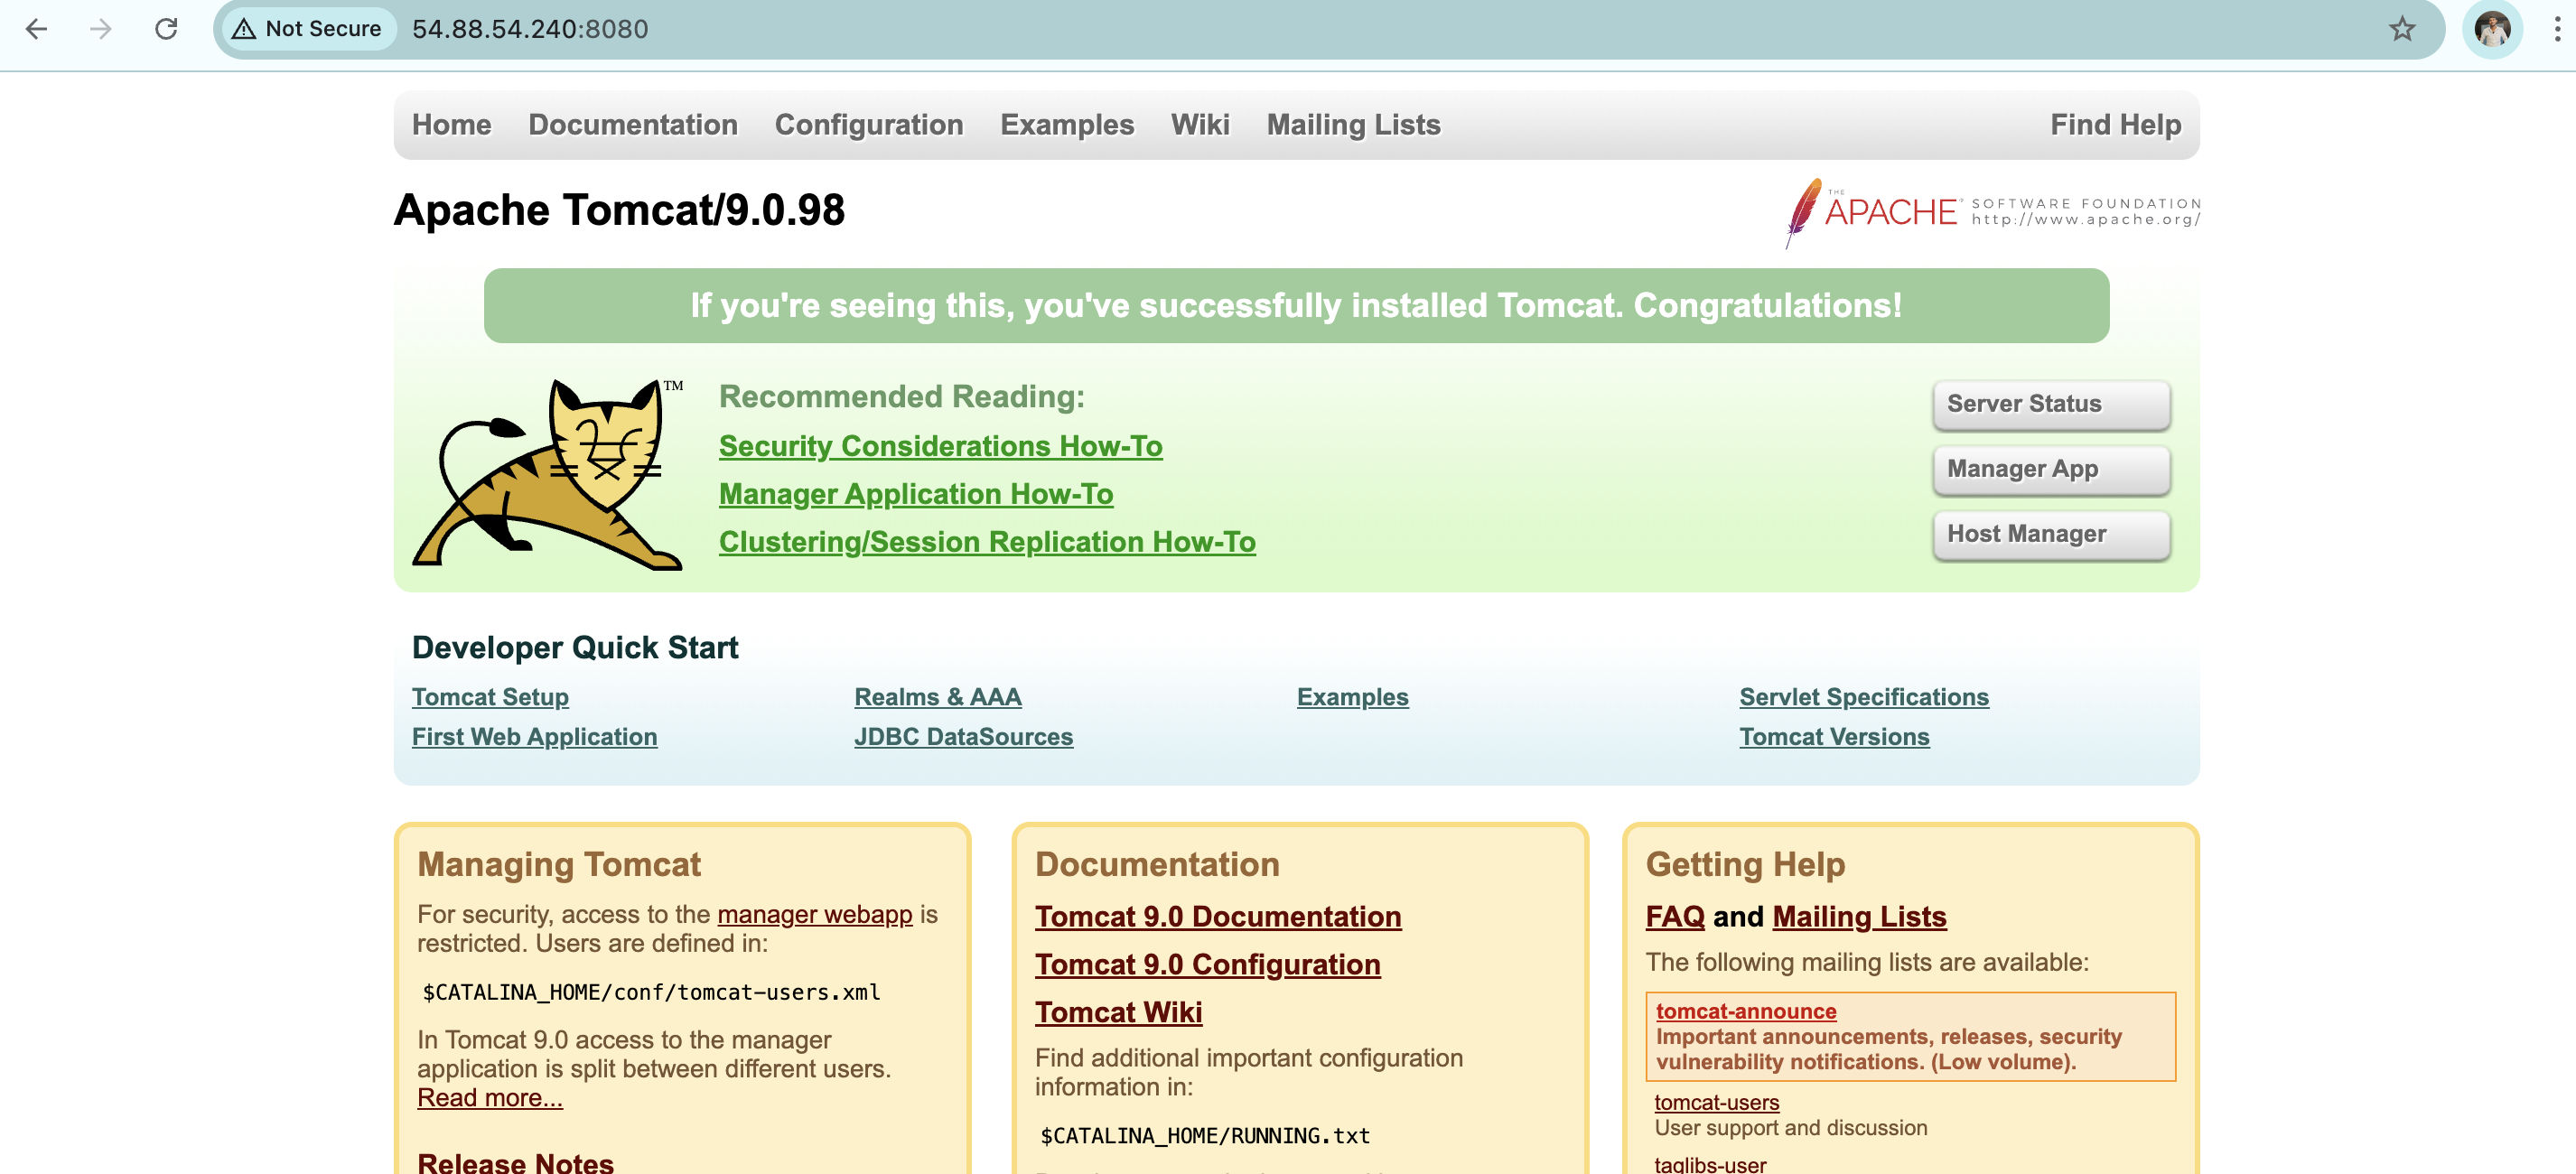 Not Secure 54.88.54.240:8080
Home Documentation Configuration Examples Wiki Mailing Lists Find Help
Apache Tomcat/9.0.98
THE APACHE™ SOFTWARE FOUNDATION
http://www.apache.org/
If you're seeing this, you've successfully installed Tomcat. Congratulations!
TM
Recommended Reading:
Security Considerations How-To
Manager Application How-To
Clustering/Session Replication How-To
Server Status
Manager App
Host Manager
Developer Quick Start
Tomcat Setup
First Web Application
Realms & AAA
JDBC DataSources
Examples
Servlet Specifications
Tomcat Versions
Managing Tomcat
For security, access to the manager webapp is
restricted. Users are defined in:
$CATALINA_HOME/conf/tomcat-users.xml
In Tomcat 9.0 access to the manager
application is split between different users.
Read more...
Release Notes
Documentation
Tomcat 9.0 Documentation
Tomcat 9.0 Configuration
Tomcat Wiki
Find additional important configuration
information in:
$CATALINA_HOME/RUNNING.txt
Getting Help
FAQ and Mailing Lists
The following mailing lists are available:
tomcat-announce
Important announcements, releases, security
vulnerability notifications. (Low volume).
tomcat-users
User support and discussion
taglibs-user